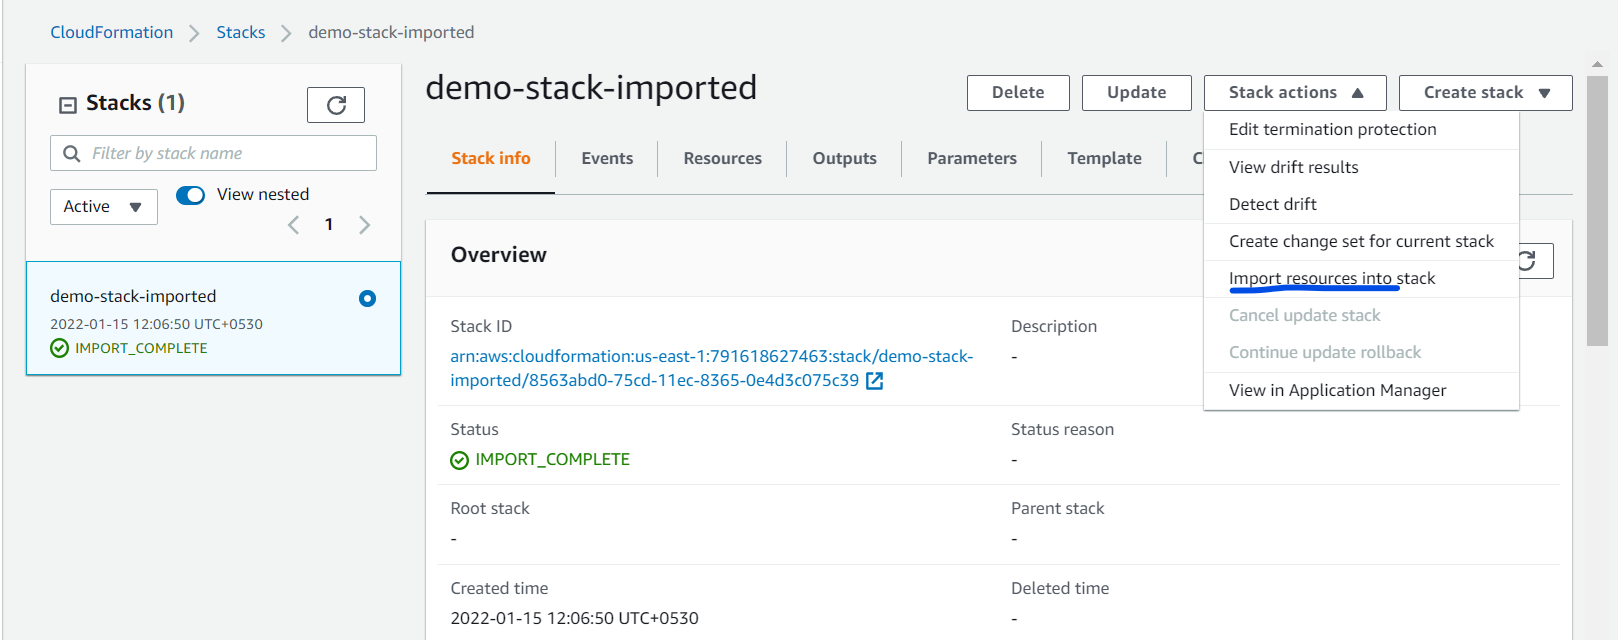 CloudFormation > Stacks > demo-stack-imported
Stacks (1)
Filter by stack name
Active
View nested
1
demo-stack-imported
2022-01-15 12:06:50 UTC+0530
IMPORT_COMPLETE
demo-stack-imported
Delete
Update
Stack actions
Create stack
Stack info
Events
Resources
Outputs
Parameters
Template
C
Edit termination protection
View drift results
Detect drift
Create change set for current stack
Import resources into stack
Cancel update stack
Continue update rollback
View in Application Manager
Overview
Stack ID
arn:aws:cloudformation:us-east-1:791618627463:stack/demo-stack-
imported/8563abd0-75cd-11ec-8365-0e4d3c075c39
Description
-
Status
IMPORT_COMPLETE
Status reason
-
Root stack
-
Parent stack
-
Created time
2022-01-15 12:06:50 UTC+0530
Deleted time
-